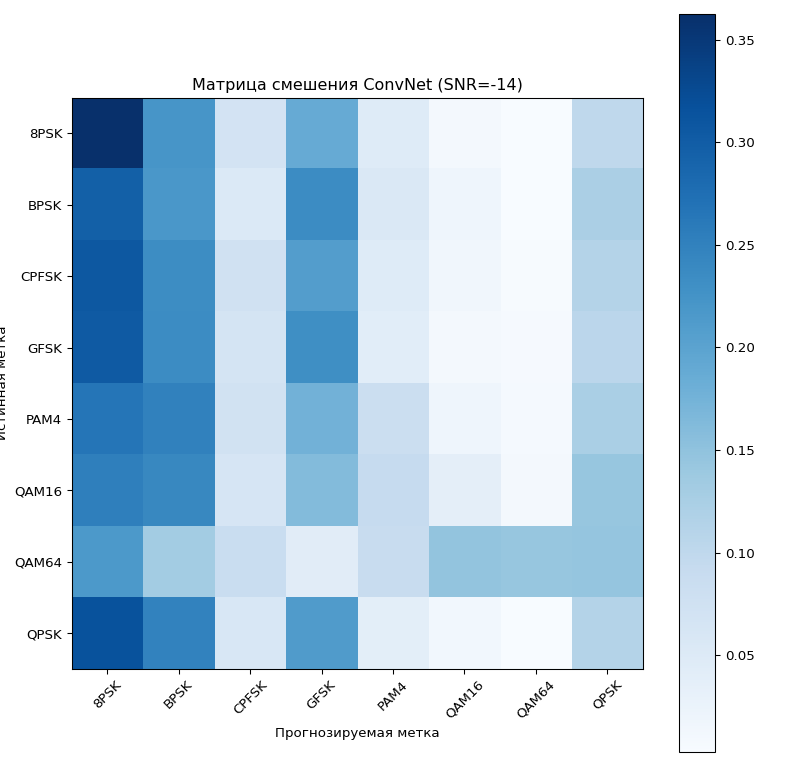 Матрица смешения ConvNet (SNR=-14)
0.35
0.30
0.25
0.20
0.15
0.10
0.05
8PSK
BPSK
CPFSK
GFSK
PAM4
QAM16
QAM64
QPSK
Истинная метка
8PSK
BPSK
CPFSK
GFSK
PAM4
QAM16
QAM64
QPSK
Прогнозируемая метка